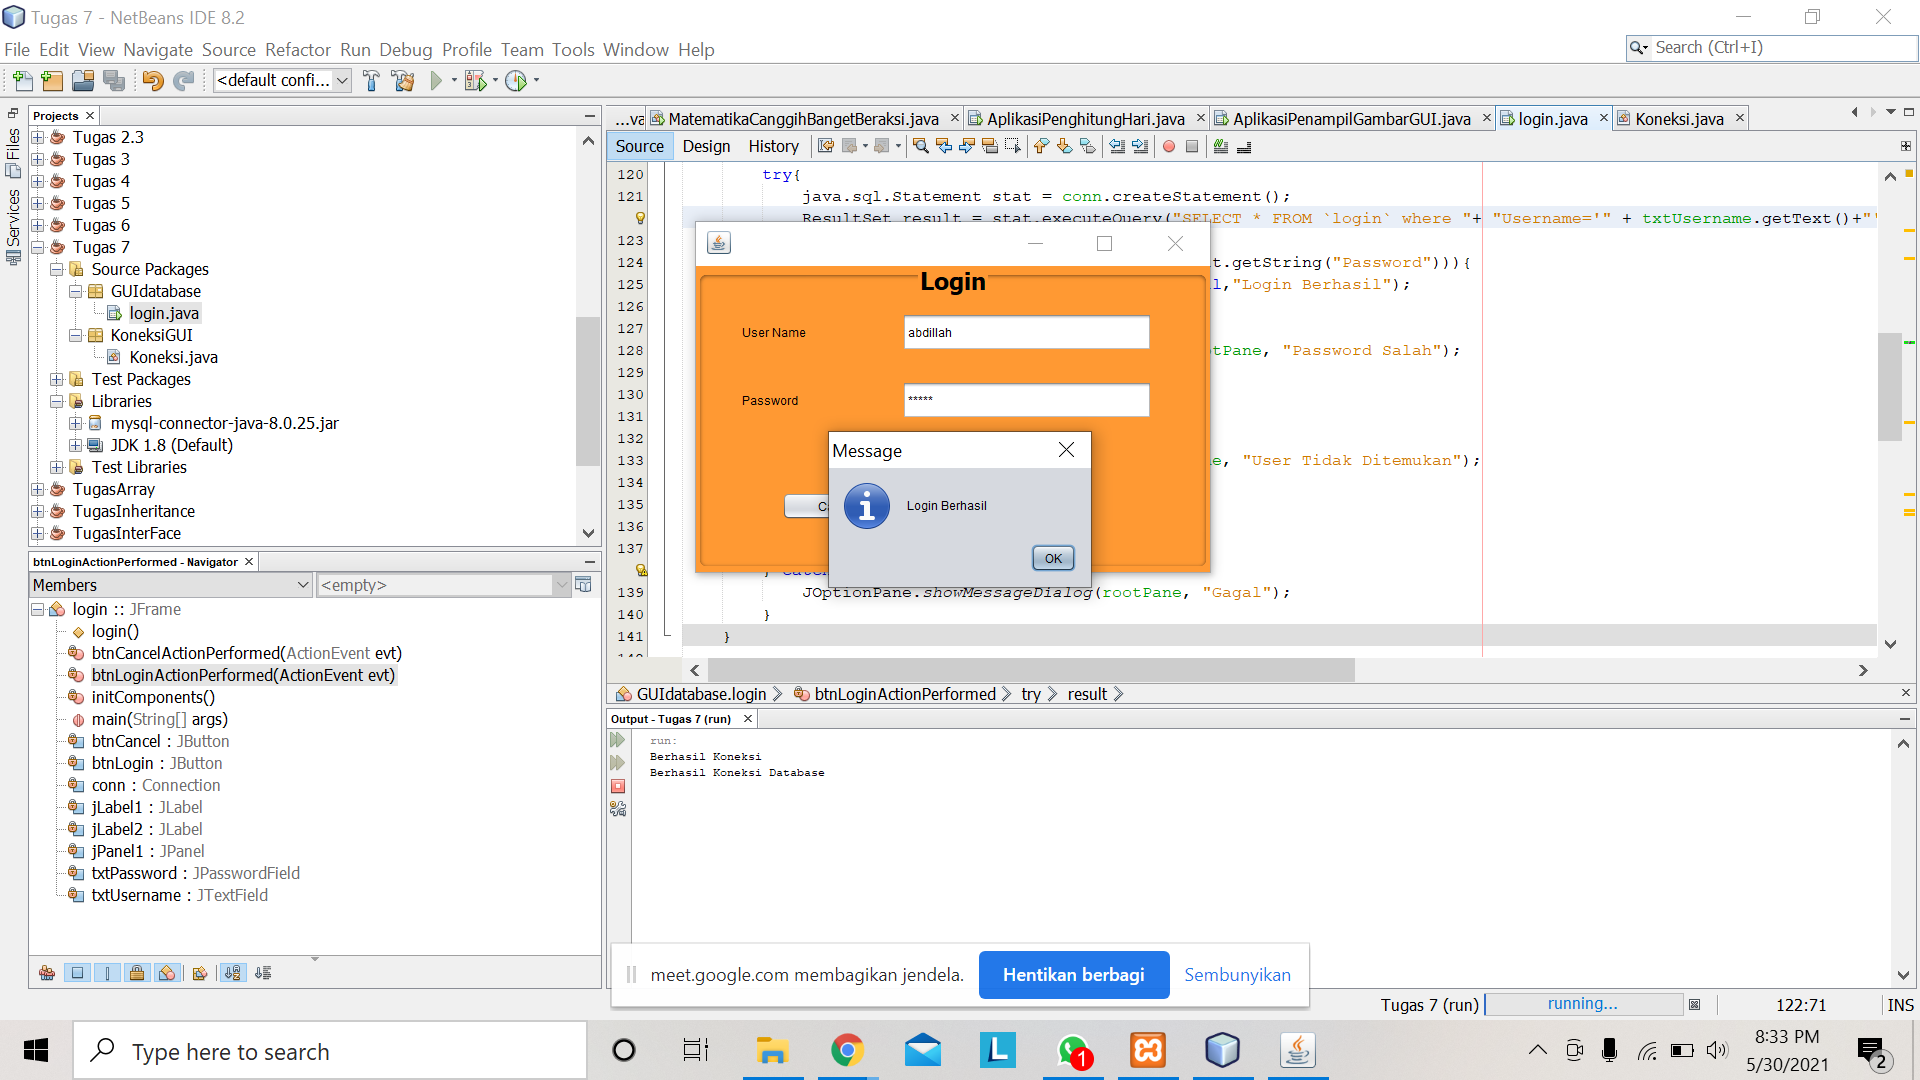 Tugas 7 - NetBeans IDE 8.2
File Edit View Navigate Source Refactor Run Debug Profile Team Tools Window Help
Search (Ctrl+I)
<default confi...
Projects
Files
Services
Tugas 2.3
Tugas 3
Tugas 4
Tugas 5
Tugas 6
Tugas 7
Source Packages
GUIdatabase
login.java
KoneksiGUI
Koneksi.java
Test Packages
Libraries
mysql-connector-java-8.0.25.jar
JDK 1.8 (Default)
Test Libraries
TugasArray
TugasInheritance
TugasInterFace
...va MatematikaCanggihBangetBeraksi.java AplikasiPenghitungHari.java AplikasiPenampilGambarGUI.java login.java Koneksi.java
Source Design History
120 try{
121 java.sql.Statement stat = conn.createStatement();
ResultSet result = stat.executeQuery("SELECT * FROM `login` where "+ "Username='" + txtUsername.getText()+"'
123
124 t.getString("Password"))){
125 l,"Login Berhasil");
126
127
128 tPane, "Password Salah");
129
130
131
132
133 e, "User Tidak Ditemukan");
134
135
136
137
139 JOptionPane.showMessageDialog(rootPane, "Gagal");
140 }
141 }
Login
User Name
abdillah
Password
*****
Message
Login Berhasil
OK
GUIdatabase.login btnLoginActionPerformed try result
btnLoginActionPerformed - Navigator
Members
<empty>
login :: JFrame
login()
btnCancelActionPerformed(ActionEvent evt)
btnLoginActionPerformed(ActionEvent evt)
initComponents()
main(String[] args)
btnCancel : JButton
btnLogin : JButton
conn : Connection
jLabel1 : JLabel
jLabel2 : JLabel
jPanel1 : JPanel
txtPassword : JPasswordField
txtUsername : JTextField
Output - Tugas 7 (run)
run:
Berhasil Koneksi
Berhasil Koneksi Database
meet.google.com membagikan jendela. Hentikan berbagi Sembunyikan
Tugas 7 (run) running... 122:71 INS
Type here to search
L
1
8:33 PM
5/30/2021
2